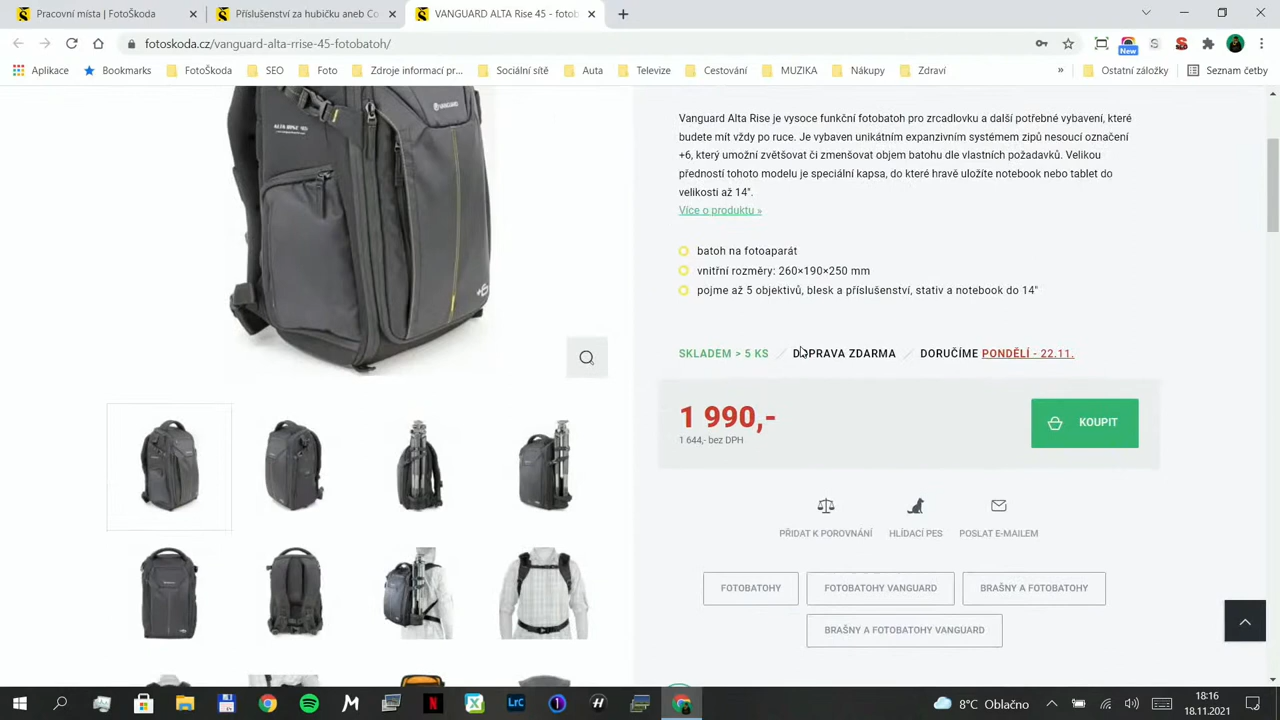 Pracovní místa | FotoŠkoda
Příslušenství za hubičku aneb Co
VANGUARD ALTA Rise 45 - fotob
fotoskoda.cz/vanguard-alta-rrise-45-fotobatoh/
New
Aplikace
Bookmarks
FotoŠkoda
SEO
Foto
Zdroje informací pr...
Sociální sítě
Auta
Televize
Cestování
MUZIKA
Nákupy
Zdraví
»
Ostatní záložky
Seznam četby
VANGUARD
ALTA RISE 45
+6
Vanguard Alta Rise je vysoce funkční fotobatoh pro zrcadlovku a další potřebné vybavení, které
budete mít vždy po ruce. Je vybaven unikátním expanzivním systémem zipů nesoucí označení
+6, který umožní zvětšovat či zmenšovat objem batohu dle vlastních požadavků. Velikou
předností tohoto modelu je speciální kapsa, do které hravě uložíte notebook nebo tablet do
velikosti až 14".
Více o produktu »
batoh na fotoaparát
vnitřní rozměry: 260×190×250 mm
pojme až 5 objektivů, blesk a příslušenství, stativ a notebook do 14"
SKLADEM > 5 KS / DOPRAVA ZDARMA / DORUČÍME PONDĚLÍ - 22.11.
1 990,-
1 644,- bez DPH
KOUPIT
PŘIDAT K POROVNÁNÍ
HLÍDACÍ PES
POSLAT E-MAILEM
FOTOBATOHY
FOTOBATOHY VANGUARD
BRAŠNY A FOTOBATOHY
BRAŠNY A FOTOBATOHY VANGUARD
Lrc
8°C Oblačno
18:16
18.11.2021